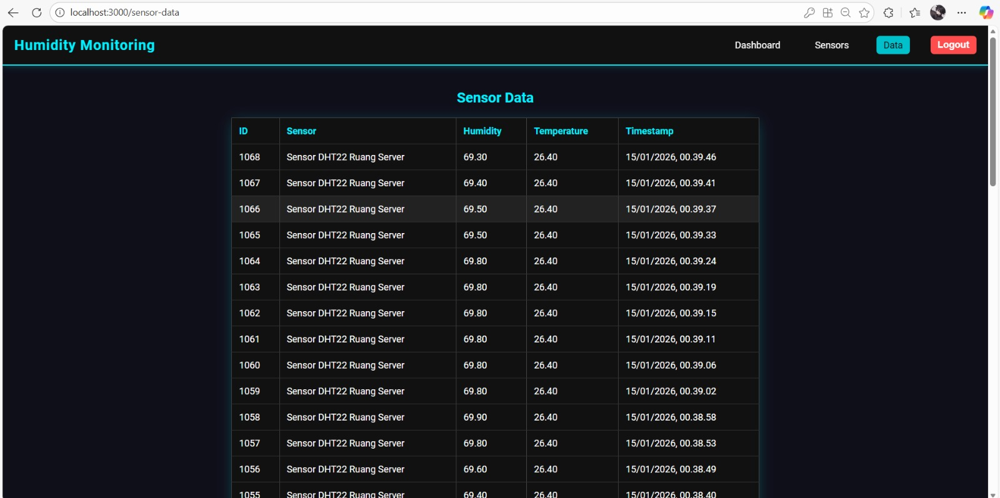 localhost:3000/sensor-data
Humidity Monitoring Dashboard Sensors Data Logout
Sensor Data
ID Sensor Humidity Temperature Timestamp
1068 Sensor DHT22 Ruang Server 69.30 26.40 15/01/2026, 00.39.46
1067 Sensor DHT22 Ruang Server 69.40 26.40 15/01/2026, 00.39.41
1066 Sensor DHT22 Ruang Server 69.50 26.40 15/01/2026, 00.39.37
1065 Sensor DHT22 Ruang Server 69.50 26.40 15/01/2026, 00.39.33
1064 Sensor DHT22 Ruang Server 69.80 26.40 15/01/2026, 00.39.24
1063 Sensor DHT22 Ruang Server 69.80 26.40 15/01/2026, 00.39.19
1062 Sensor DHT22 Ruang Server 69.80 26.40 15/01/2026, 00.39.15
1061 Sensor DHT22 Ruang Server 69.80 26.40 15/01/2026, 00.39.11
1060 Sensor DHT22 Ruang Server 69.80 26.40 15/01/2026, 00.39.06
1059 Sensor DHT22 Ruang Server 69.80 26.40 15/01/2026, 00.39.02
1058 Sensor DHT22 Ruang Server 69.90 26.40 15/01/2026, 00.38.58
1057 Sensor DHT22 Ruang Server 69.80 26.40 15/01/2026, 00.38.53
1056 Sensor DHT22 Ruang Server 69.60 26.40 15/01/2026, 00.38.49
1055 Sensor DHT22 Ruang Server 69.40 26.40 15/01/2026, 00.38.40